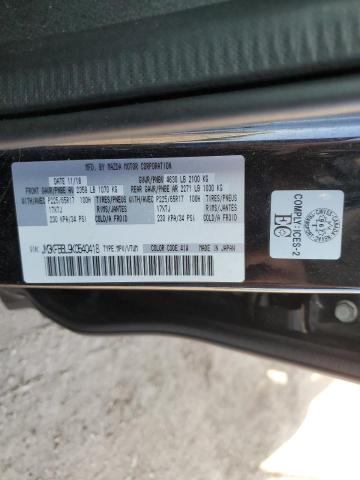 MFD. BY MAZDA MOTOR CORPORATION
DATE 11/18 GVWR/PNBV 4630 LB 2100 KG
FRONT GAWR/PNBE AV 2359 LB 1070 KG REAR GAWR/PNBE AR 2271 LB 1030 KG
WITH/AVEC P225/65R17 100H TIRES/PNEUS WITH/AVEC P225/65R17 100H TIRES/PNEUS
17X7J RIMS/JANTES 17X7J RIMS/JANTES
230 KPA/34 PSI COLD/A FROID 230 KPA/34 PSI COLD/A FROID
TYPE: MPV/VTUM COLOR CODE: 41W MADE IN JAPAN
COMPLY: ICES-2